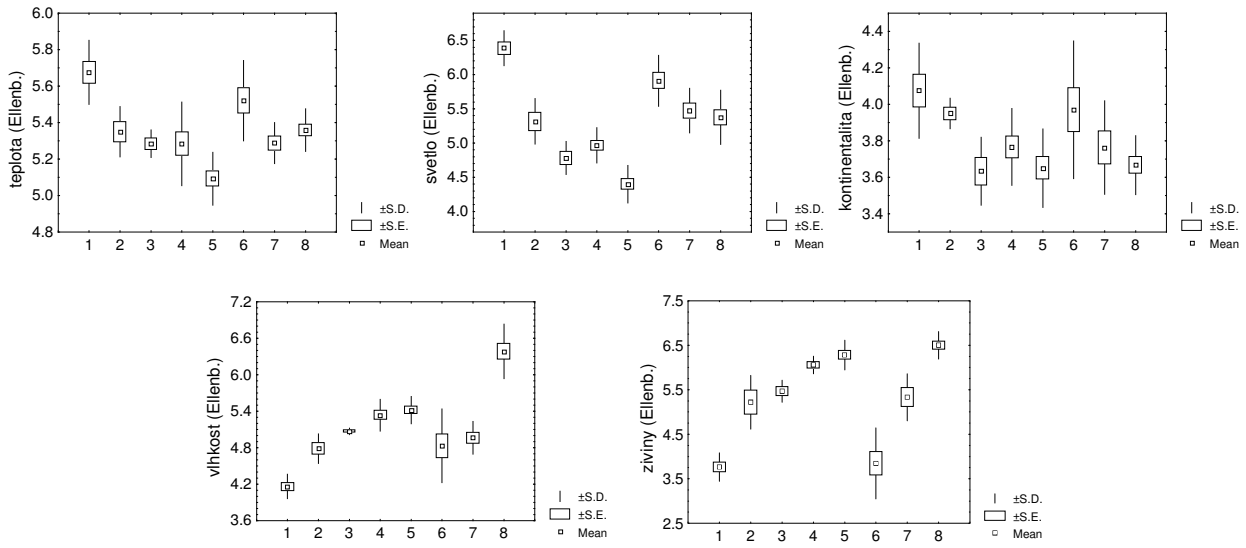 teplota (Ellenb.)
6.0
5.8
5.6
5.4
5.2
5.0
4.8
1 2 3 4 5 6 7 8
±S.D.
±S.E.
Mean
svetlo (Ellenb.)
6.5
6.0
5.5
5.0
4.5
4.0
1 2 3 4 5 6 7 8
±S.D.
±S.E.
Mean
kontinentalita (Ellenb.)
4.4
4.2
4.0
3.8
3.6
3.4
1 2 3 4 5 6 7 8
±S.D.
±S.E.
Mean
vlhkost (Ellenb.)
7.2
6.6
6.0
5.4
4.8
4.2
3.6
1 2 3 4 5 6 7 8
±S.D.
±S.E.
Mean
ziviny (Ellenb.)
7.5
6.5
5.5
4.5
3.5
2.5
1 2 3 4 5 6 7 8
±S.D.
±S.E.
Mean